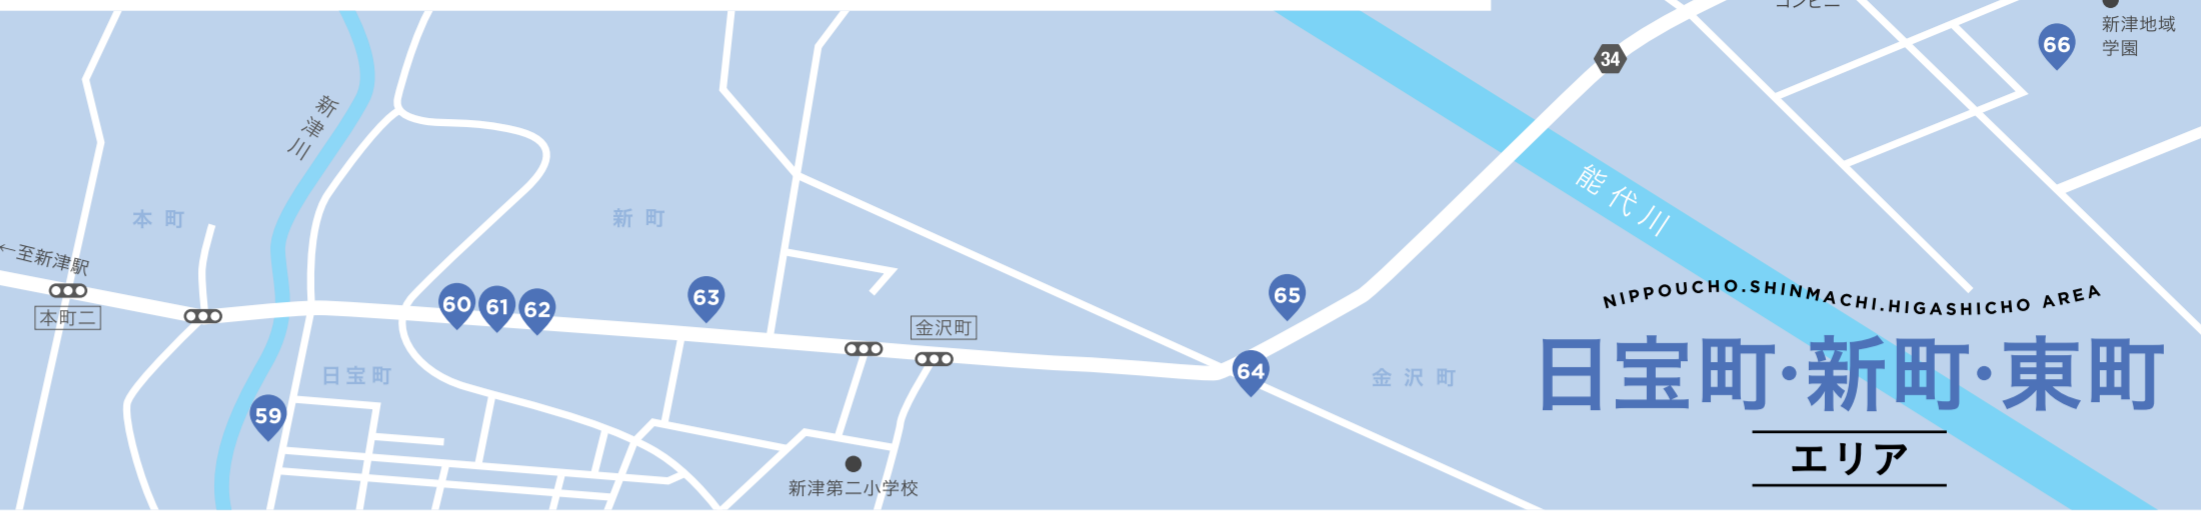 コンビニ
新津地域
学園
66
34
新津川
能代川
本町
新町
←至新津駅
本町二
60
61
62
63
65
金沢町
64
金沢町
日宝町
59
新津第二小学校
NIPPOUCHO.SHINMACHI.HIGASHICHO AREA
日宝町・新町・東町
エリア